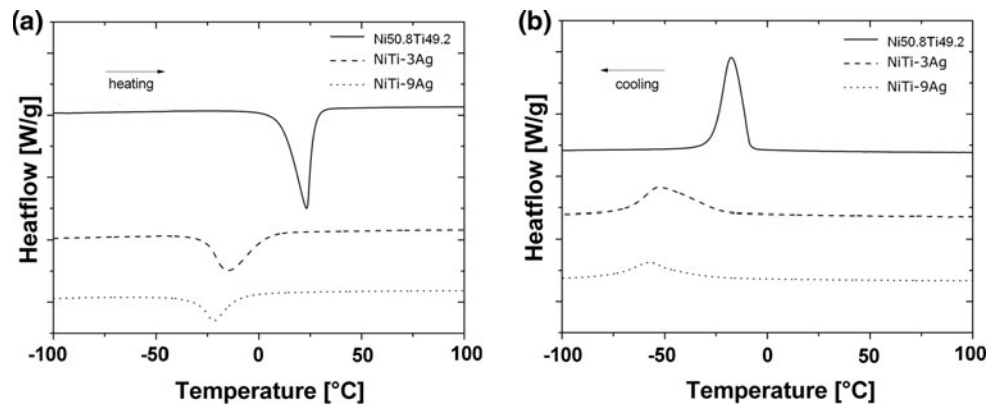 (a)
Ni50.8Ti49.2
NiTi-3Ag
NiTi-9Ag
heating
Heatflow [W/g]
-100 -50 0 50 100
Temperature [°C]
(b)
Ni50.8Ti49.2
NiTi-3Ag
NiTi-9Ag
cooling
Heatflow [W/g]
-100 -50 0 50 100
Temperature [°C]